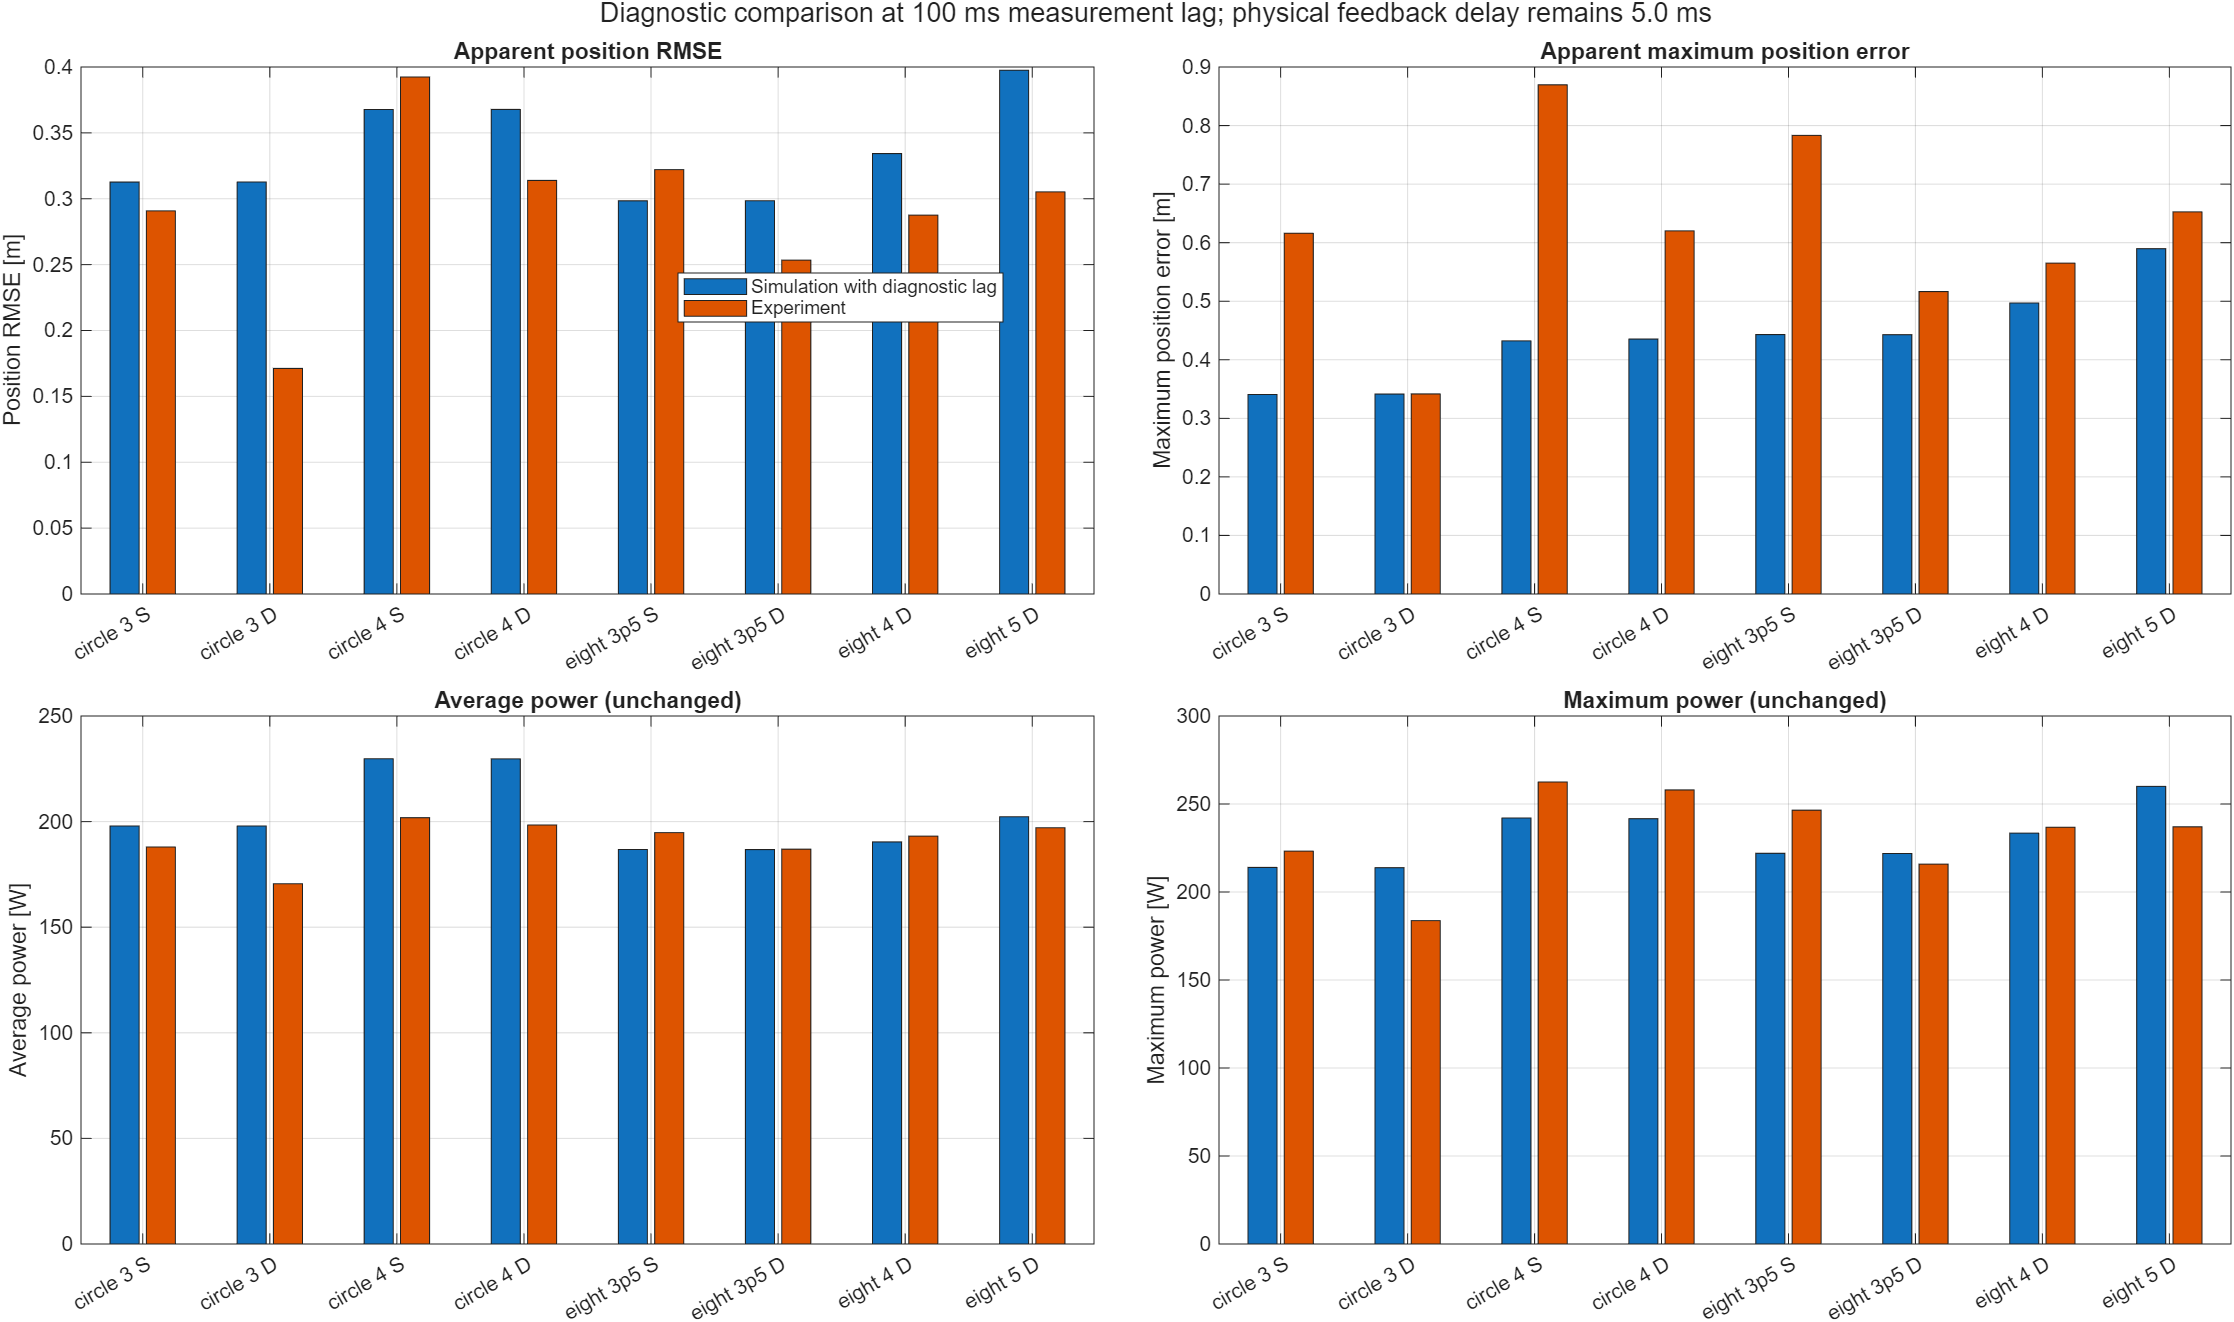 Diagnostic comparison at 100 ms measurement lag; physical feedback delay remains 5.0 ms
Apparent position RMSE
Position RMSE [m]
0.4
0.35
0.3
0.25
0.2
0.15
0.1
0.05
0
Simulation with diagnostic lag
Experiment
circle 3 S
circle 3 D
circle 4 S
circle 4 D
eight 3p5 S
eight 3p5 D
eight 4 D
eight 5 D
Apparent maximum position error
Maximum position error [m]
0.9
0.8
0.7
0.6
0.5
0.4
0.3
0.2
0.1
0
circle 3 S
circle 3 D
circle 4 S
circle 4 D
eight 3p5 S
eight 3p5 D
eight 4 D
eight 5 D
Average power (unchanged)
Average power [W]
250
200
150
100
50
0
circle 3 S
circle 3 D
circle 4 S
circle 4 D
eight 3p5 S
eight 3p5 D
eight 4 D
eight 5 D
Maximum power (unchanged)
Maximum power [W]
300
250
200
150
100
50
0
circle 3 S
circle 3 D
circle 4 S
circle 4 D
eight 3p5 S
eight 3p5 D
eight 4 D
eight 5 D